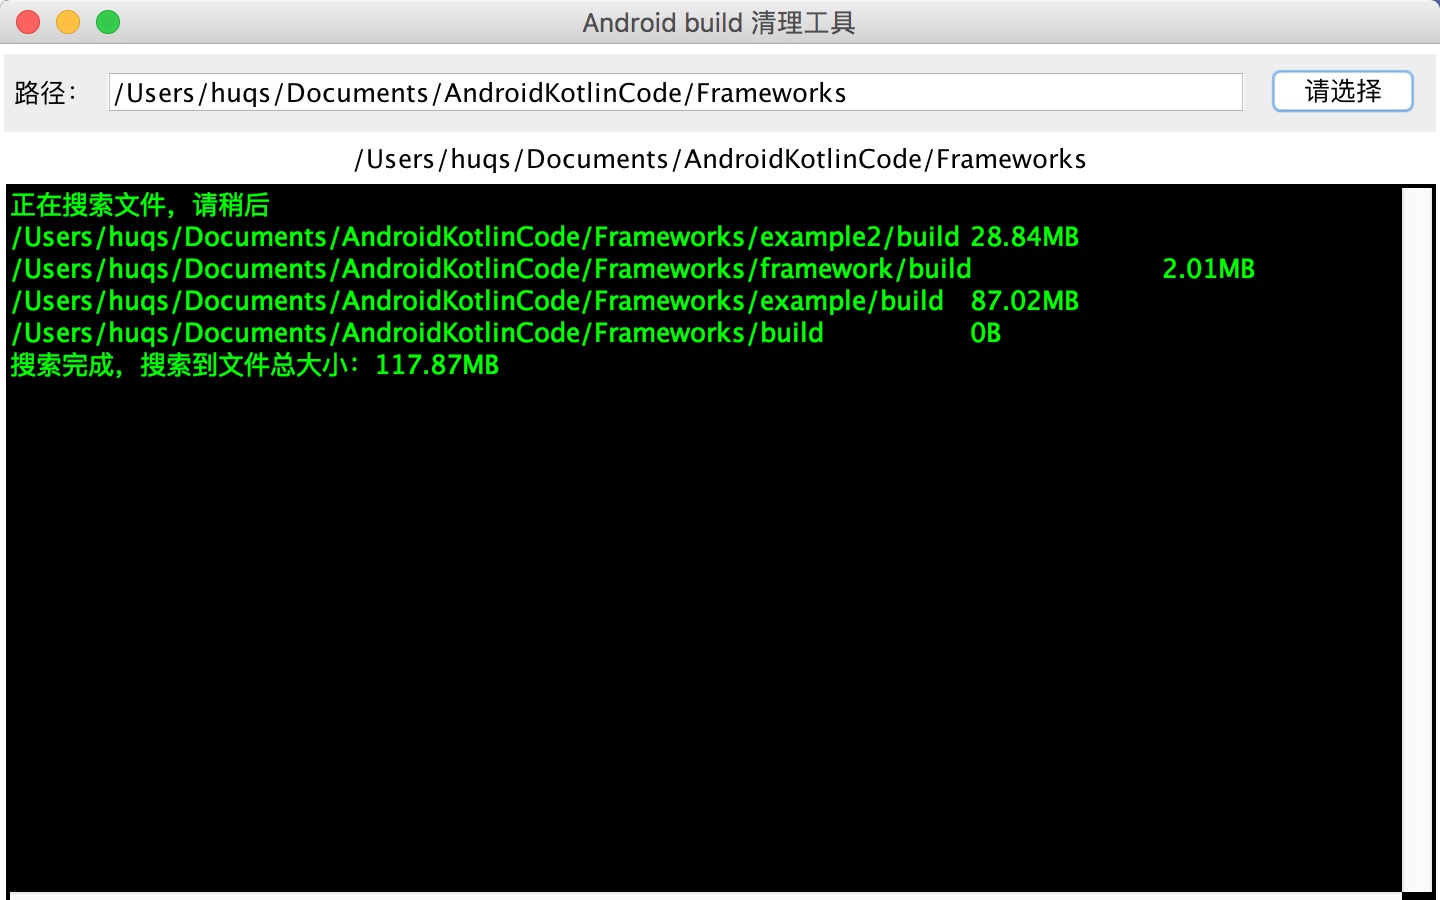 Android build 清理工具
路径： /Users/huqs/Documents/AndroidKotlinCode/Frameworks 请选择
/Users/huqs/Documents/AndroidKotlinCode/Frameworks
正在搜索文件，请稍后
/Users/huqs/Documents/AndroidKotlinCode/Frameworks/example2/build 28.84MB
/Users/huqs/Documents/AndroidKotlinCode/Frameworks/framework/build 2.01MB
/Users/huqs/Documents/AndroidKotlinCode/Frameworks/example/build 87.02MB
/Users/huqs/Documents/AndroidKotlinCode/Frameworks/build 0B
搜索完成，搜索到文件总大小：117.87MB